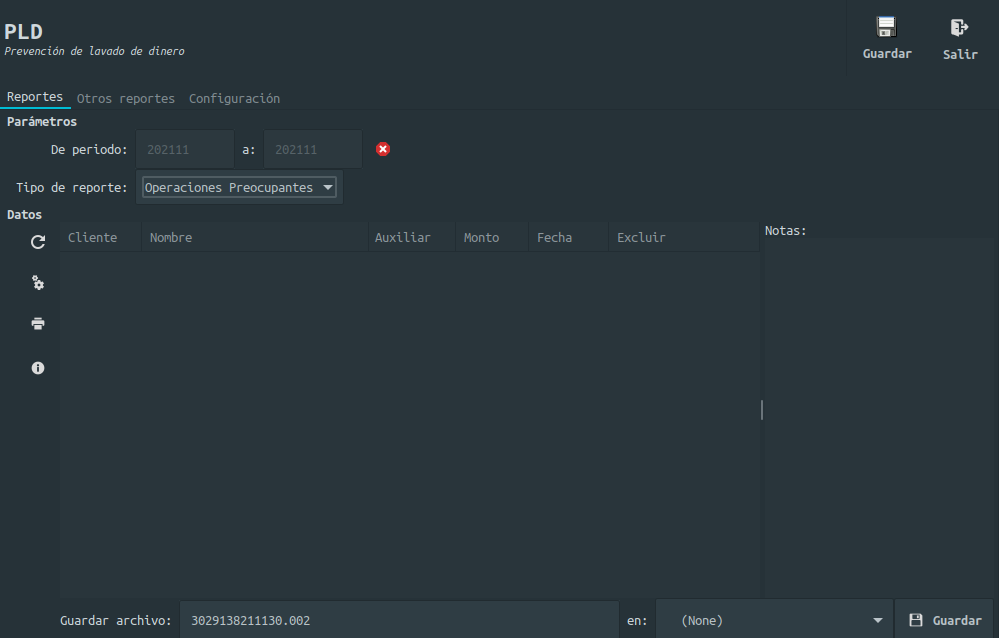 PLD
Prevención de lavado de dinero
Guardar
Salir
Reportes Otros reportes Configuración
Parámetros
De periodo: 202111 a: 202111
Tipo de reporte: Operaciones Preocupantes
Datos
Cliente Nombre Auxiliar Monto Fecha Excluir
Notas:
Guardar archivo: 3029138211130.002 en: (None) Guardar